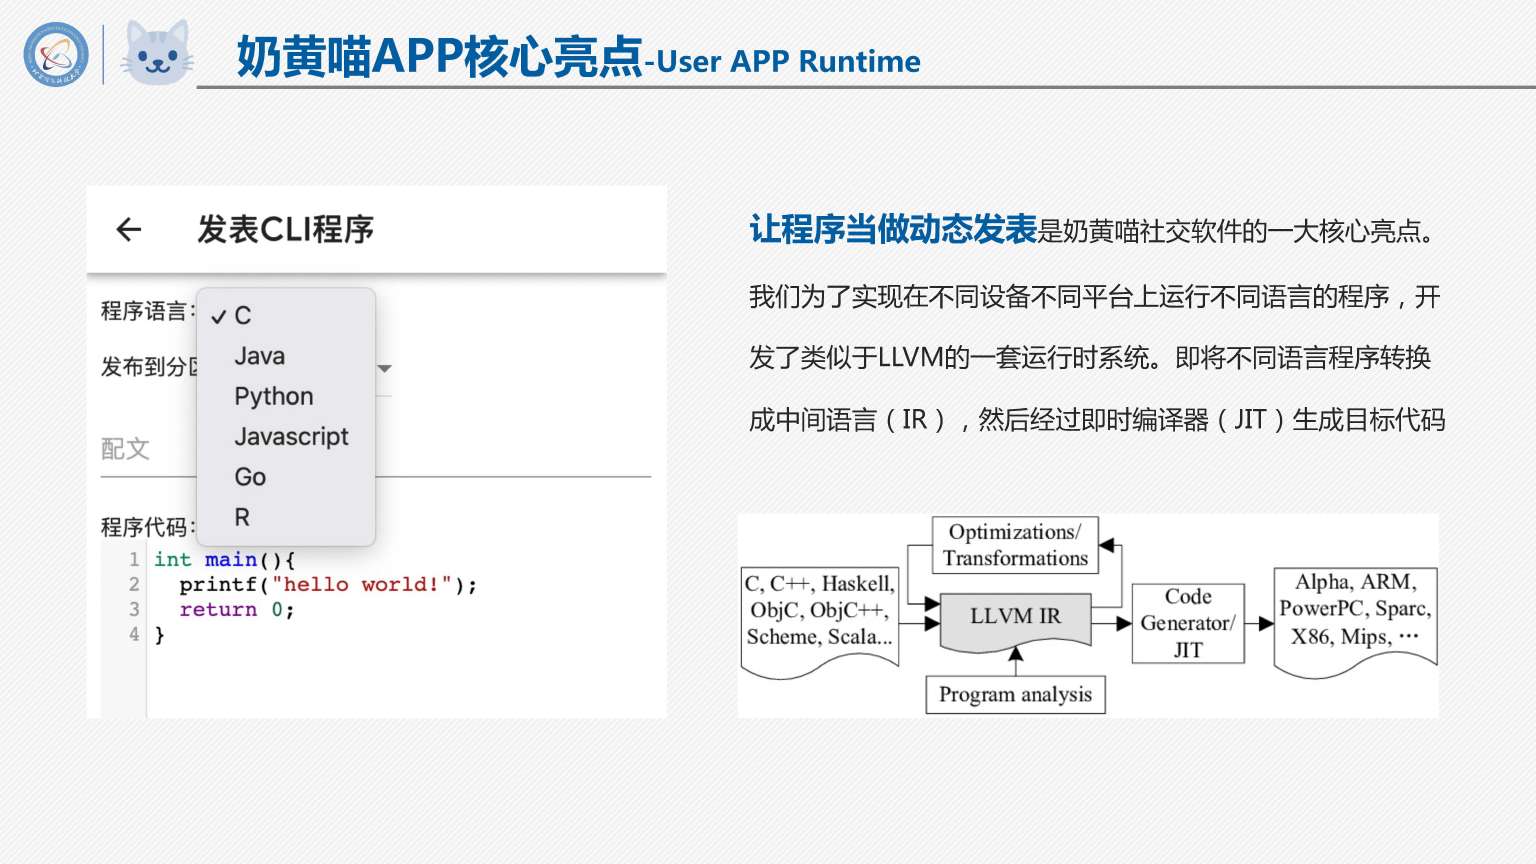 奶黄喵APP核心亮点-User APP Runtime
发表CLI程序
程序语言:
✓ C
Java
Python
Javascript
Go
R
发布到分区
配文
程序代码:
1 int main(){
2 printf("hello world!");
3 return 0;
4 }
让程序当做动态发表是奶黄喵社交软件的一大核心亮点。
我们为了实现在不同设备不同平台上运行不同语言的程序，开
发了类似于LLVM的一套运行时系统。即将不同语言程序转换
成中间语言（IR），然后经过即时编译器（JIT）生成目标代码
Optimizations/
Transformations
C, C++, Haskell,
ObjC, ObjC++,
Scheme, Scala...
LLVM IR
Program analysis
Code
Generator/
JIT
Alpha, ARM,
PowerPC, Sparc,
X86, Mips, ···